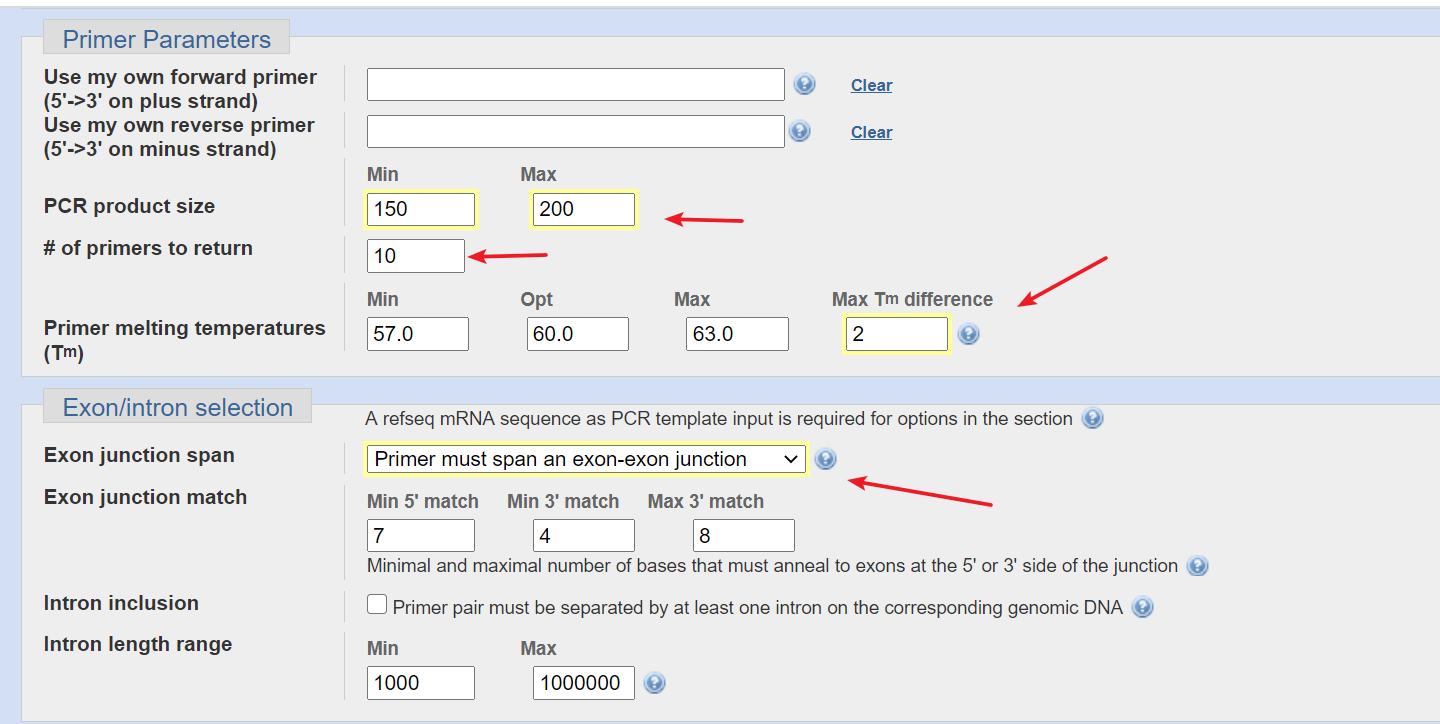 Primer Parameters
Use my own forward primer
(5'->3' on plus strand)
Clear
Use my own reverse primer
(5'->3' on minus strand)
Clear
Min Max
PCR product size 150 200
# of primers to return 10
Min Opt Max Max Tm difference
Primer melting temperatures
(Tm) 57.0 60.0 63.0 2
Exon/intron selection
A refseq mRNA sequence as PCR template input is required for options in the section
Exon junction span Primer must span an exon-exon junction
Exon junction match Min 5' match Min 3' match Max 3' match
7 4 8
Minimal and maximal number of bases that must anneal to exons at the 5' or 3' side of the junction
Intron inclusion Primer pair must be separated by at least one intron on the corresponding genomic DNA
Intron length range Min Max
1000 1000000